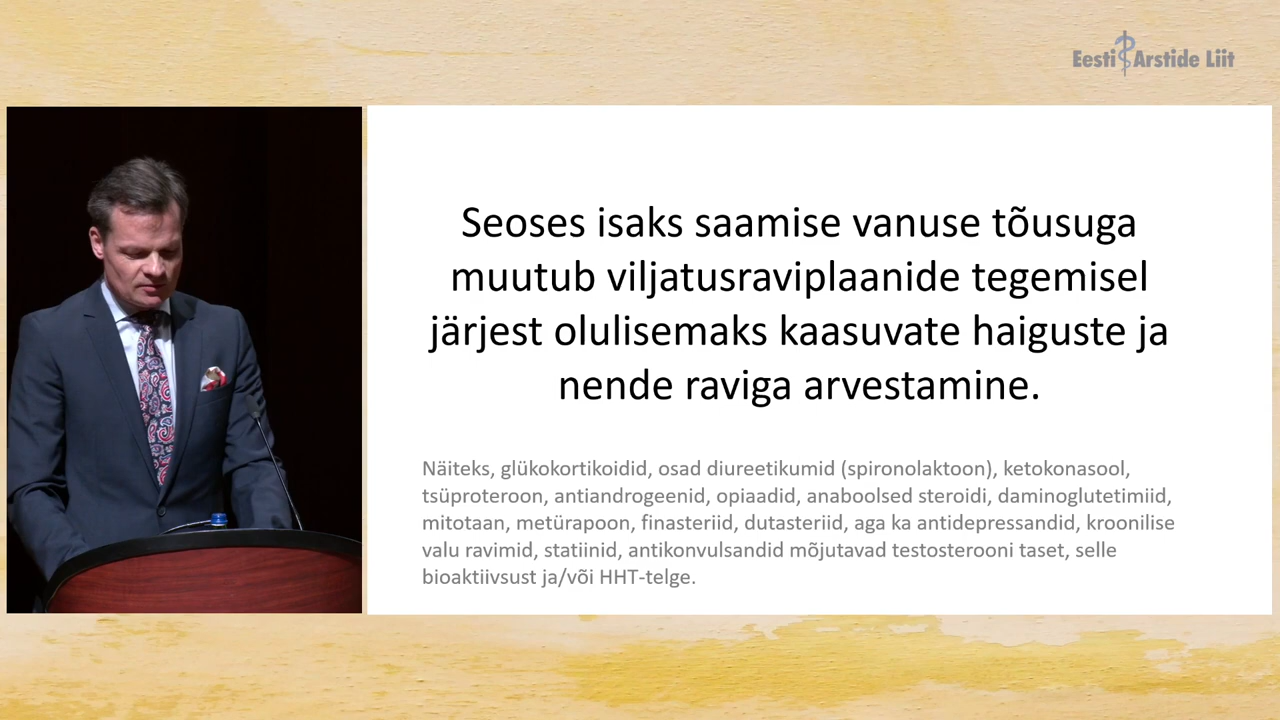 Eesti Arstide Liit
Seoses isaks saamise vanuse tõusuga
muutub viljatusraviplaanide tegemisel
järjest olulisemaks kaasuvate haiguste ja
nende raviga arvestamine.
Näiteks, glükokortikoidid, osad diureetikumid (spironolaktoon), ketokonasool,
tsüproteroon, antiandrogeenid, opiaadid, anaboolsed steroidi, daminoglutetimiid,
mitotaan, metürapoon, finasteriid, dutasteriid, aga ka antidepressandid, kroonilise
valu ravimid, statiinid, antikonvulsandid mõjutavad testosterooni taset, selle
bioaktiivsust ja/või HHT-telge.